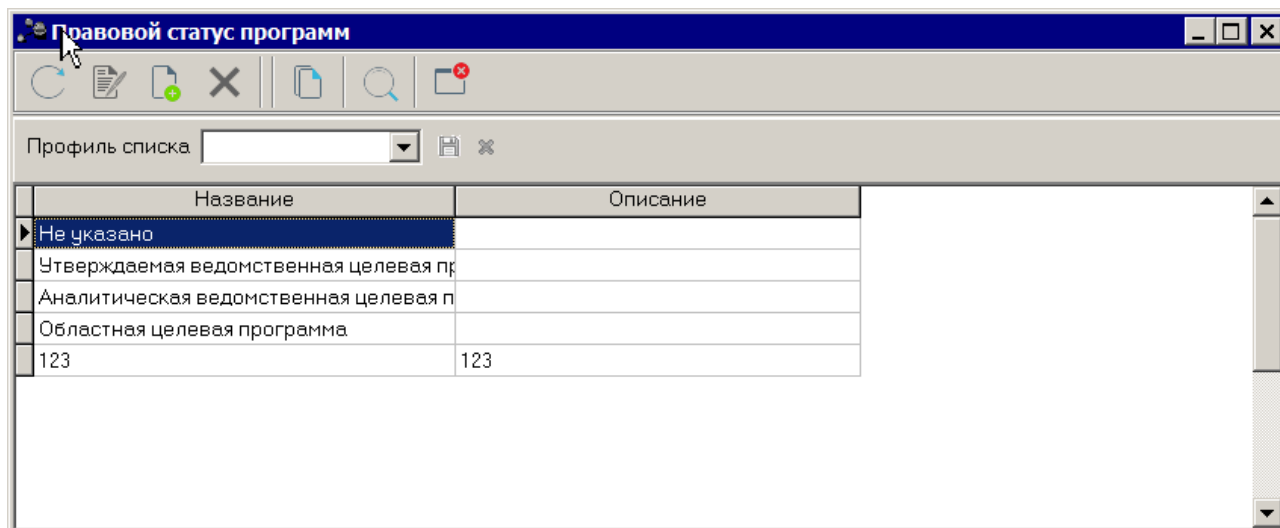 Правовой статус программ
Профиль списка
Название Описание
Не указано
Утверждаемая ведомственная целевая пр
Аналитическая ведомственная целевая п
Областная целевая программа
123 123